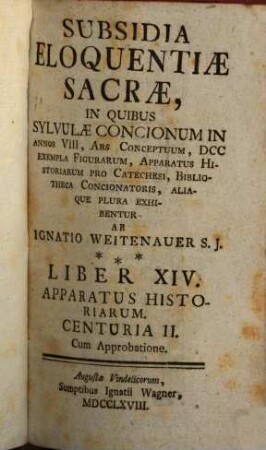 SUBSIDIA
ELOQUENTIÆ
SACRÆ,
IN QUIBUS
SYLVULÆ CONCIONUM IN
ANNOS VIII, ARS CONCEPTUUM, DCC
EXEMPLA FIGURARUM, APPARATUS HI-
STORIARUM PRO CATECHESI, BIBLIO-
THECA CONCIONATORIS, ALIA-
QUE PLURA EXHI-
BENTUR
AB
IGNATIO WEITENAUER S. J.
* * *
LIBER XIV.
APPARATUS HISTO-
RIARUM.
CENTURIA II.
Cum Approbatione.
Augustæ Vindelicorum,
Sumptibus Ignatii Wagner,
MDCCLXVIII.